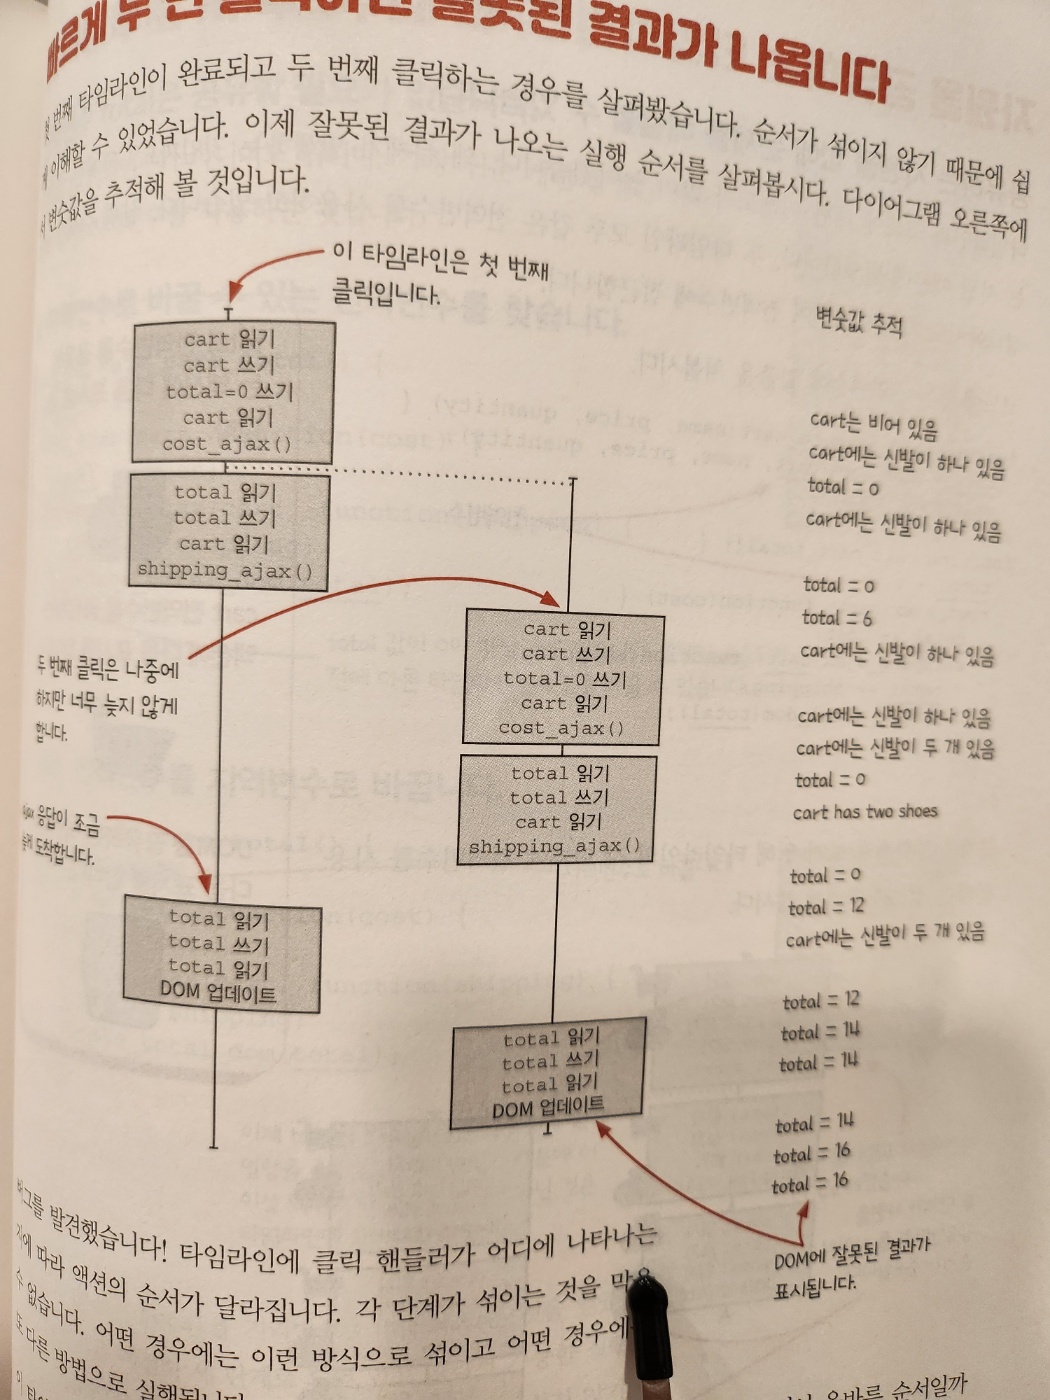 빠르게 두 번 클릭하면 잘못된 결과가 나옵니다
첫 번째 타임라인이 완료되고 두 번째 클릭하는 경우를 살펴봤습니다. 순서가 섞이지 않기 때문에 쉽
게 이해할 수 있었습니다. 이제 잘못된 결과가 나오는 실행 순서를 살펴봅시다. 다이어그램 오른쪽에
서 변숫값을 추적해 볼 것입니다.
이 타임라인은 첫 번째
클릭입니다.
변숫값 추적
cart 읽기
cart 쓰기
total=0 쓰기
cart 읽기
cost_ajax()
cart는 비어 있음
cart에는 신발이 하나 있음
total = 0
cart에는 신발이 하나 있음
total 읽기
total 쓰기
cart 읽기
shipping_ajax()
total = 0
total = 6
cart에는 신발이 하나 있음
두 번째 클릭은 나중에
하지만 너무 늦지 않게
합니다.
cart 읽기
cart 쓰기
total=0 쓰기
cart 읽기
cost_ajax()
cart에는 신발이 하나 있음
cart에는 신발이 두 개 있음
total = 0
cart has two shoes
total 읽기
total 쓰기
cart 읽기
shipping_ajax()
total = 0
total = 12
cart에는 신발이 두 개 있음
응답이 조금
늦게 도착합니다.
total 읽기
total 쓰기
total 읽기
DOM 업데이트
total = 12
total = 14
total = 14
total 읽기
total 쓰기
total 읽기
DOM 업데이트
total = 14
total = 16
total = 16
DOM에 잘못된 결과가
표시됩니다.
버그를 발견했습니다! 타임라인에 클릭 핸들러가 어디에 나타나는
지에 따라 액션의 순서가 달라집니다. 각 단계가 섞이는 것을 막을
수 없습니다. 어떤 경우에는 이런 방식으로 섞이고 어떤 경우에
또 다른 방법으로 실행됩니다.
올바른 순서일까